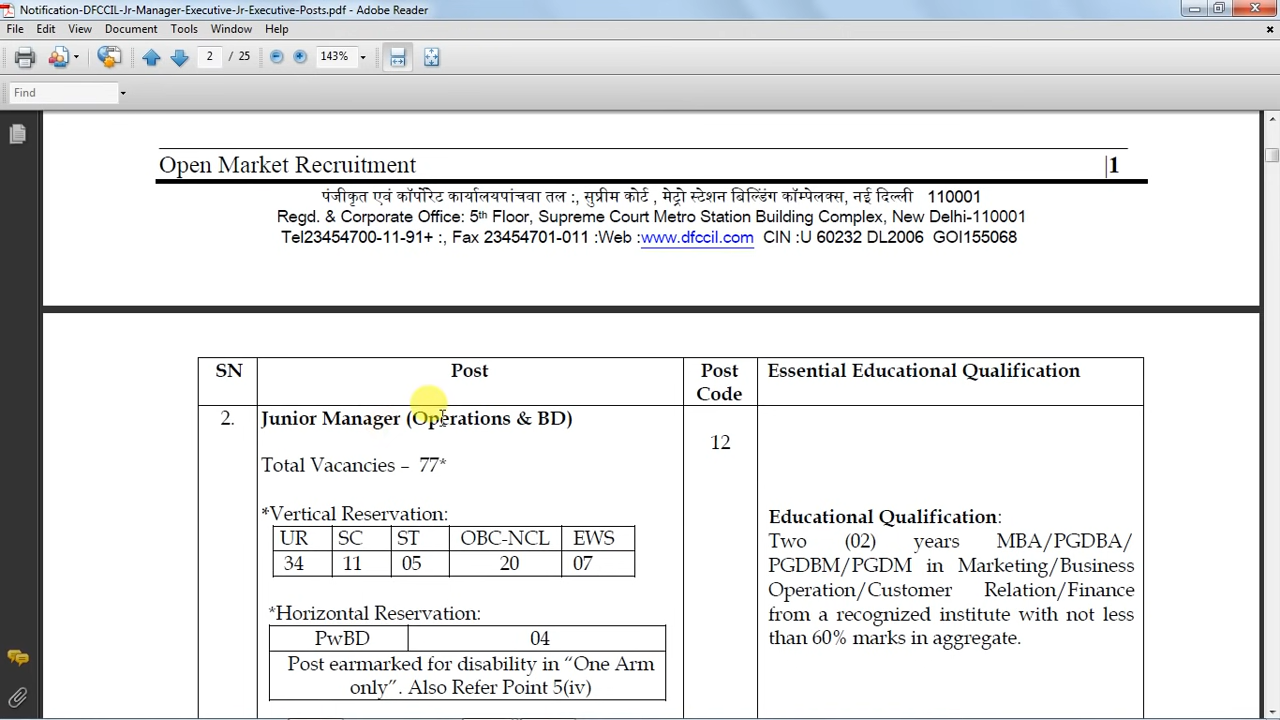 Notification-DFCCIL-Jr-Manager-Executive-Jr-Executive-Posts.pdf - Adobe Reader
File Edit View Document Tools Window Help
2 / 25 143%
Find
Open Market Recruitment |1
पंजीकृत एवं कॉर्पोरेट कार्यालयपांचवा तल :, सुप्रीम कोर्ट , मेट्रो स्टेशन बिल्डिंग कॉम्पेलक्स, नई दिल्ली 110001
Regd. & Corporate Office: 5th Floor, Supreme Court Metro Station Building Complex, New Delhi-110001
Tel23454700-11-91+ :, Fax 23454701-011 :Web :www.dfccil.com CIN :U 60232 DL2006 GOI155068
SN Post Post Code Essential Educational Qualification
2. Junior Manager (Operations & BD)
12
Total Vacancies – 77*
*Vertical Reservation:
UR SC ST OBC-NCL EWS
34 11 05 20 07
*Horizontal Reservation:
PwBD 04
Post earmarked for disability in “One Arm
only”. Also Refer Point 5(iv)
Educational Qualification:
Two (02) years MBA/PGDBA/
PGDBM/PGDM in Marketing/Business
Operation/Customer Relation/Finance
from a recognized institute with not less
than 60% marks in aggregate.